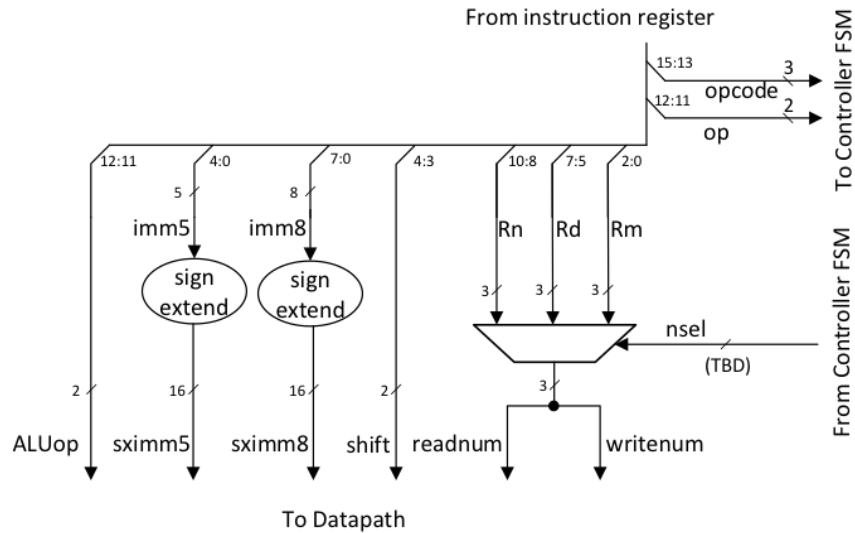 From instruction register
15:13
3
opcode
12:11
2
op
To Controller FSM
12:11
4:0
7:0
4:3
10:8
7:5
2:0
5
8
imm5
imm8
Rn
Rd
Rm
sign
extend
sign
extend
3
3
3
nsel
(TBD)
From Controller FSM
2
16
16
2
3
ALUop
sximm5
sximm8
shift
readnum
writenum
To Datapath